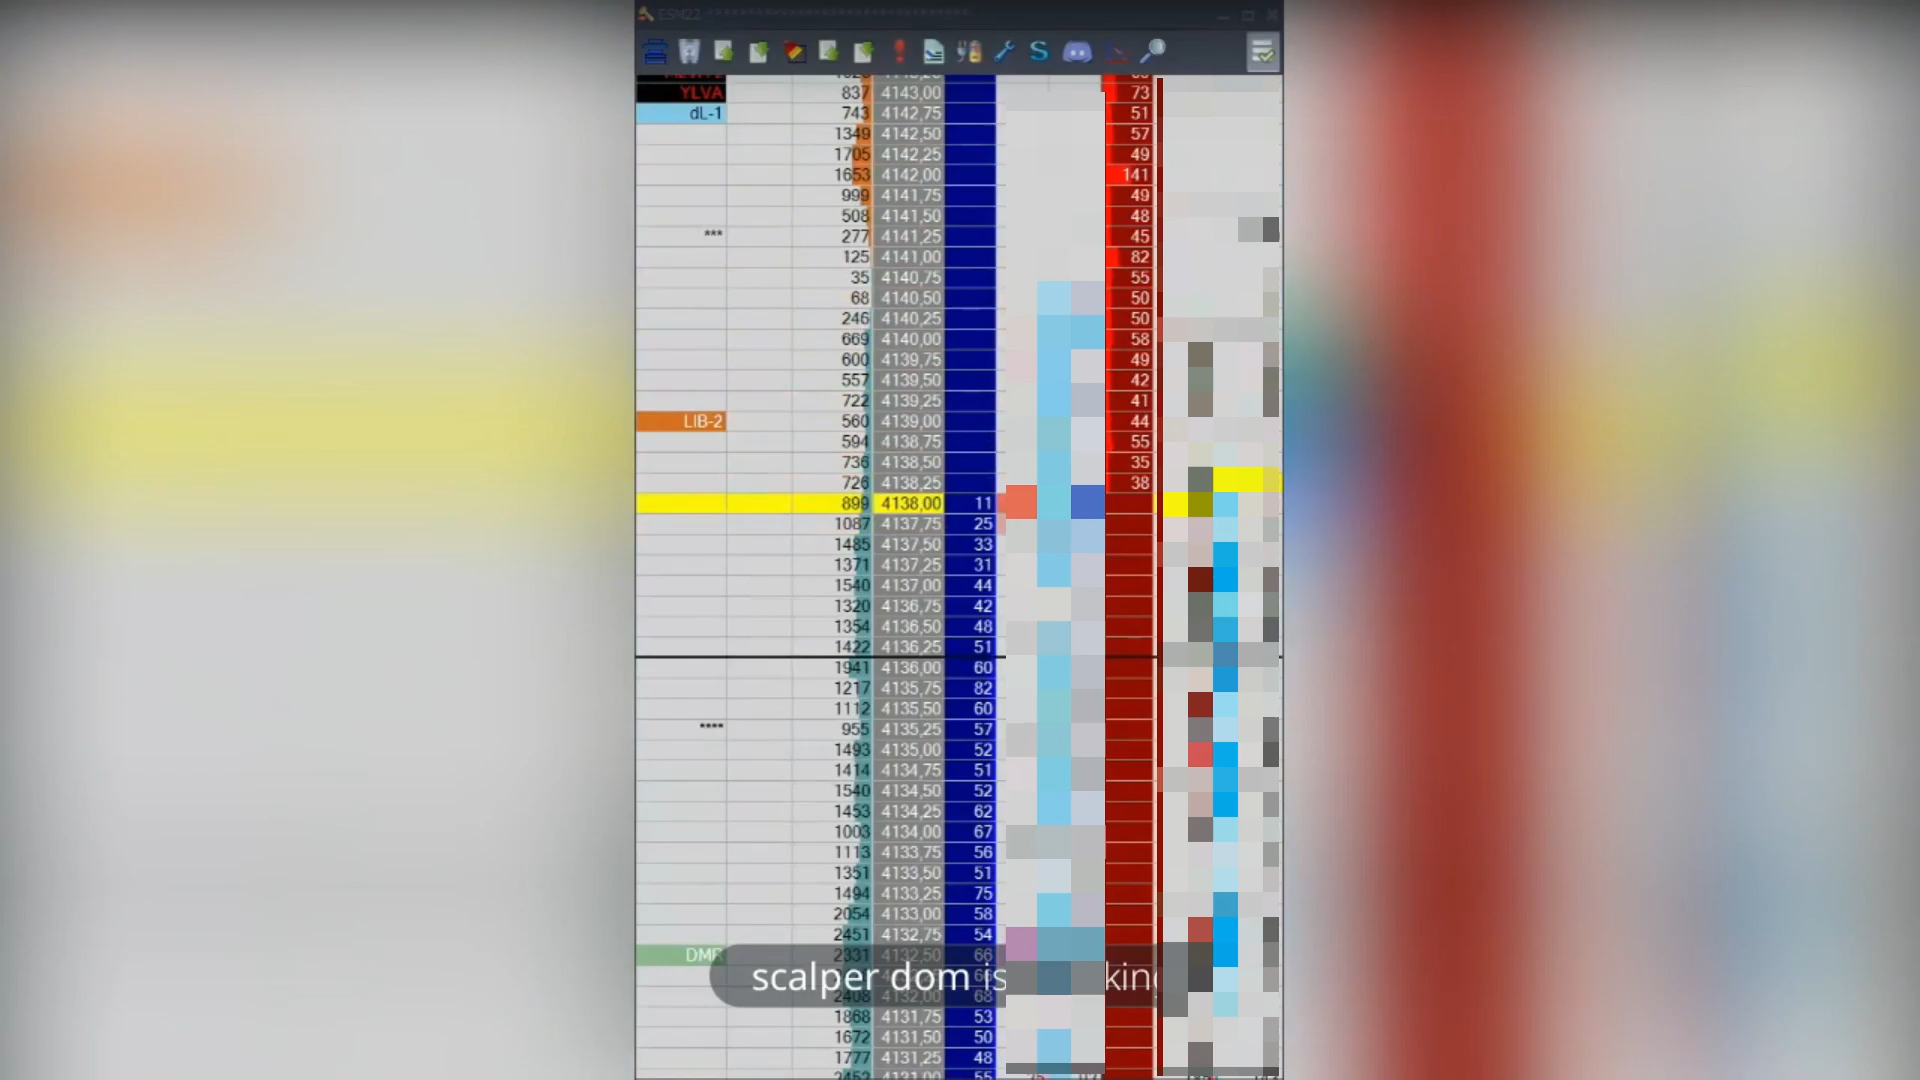 ESM22
YLVA 837 4143,00 73
dL-1 743 4142,75 51
1349 4142,50 57
1705 4142,25 49
1653 4142,00 141
999 4141,75 49
508 4141,50 48
*** 277 4141,25 45
125 4141,00 82
35 4140,75 55
68 4140,50 50
246 4140,25 50
669 4140,00 58
600 4139,75 49
557 4139,50 42
722 4139,25 41
LIB-2 560 4139,00 44
594 4138,75 55
736 4138,50 35
726 4138,25 38
899 4138,00 11
1087 4137,75 25
1485 4137,50 33
1371 4137,25 31
1540 4137,00 44
1320 4136,75 42
1354 4136,50 48
1422 4136,25 51
1941 4136,00 60
1217 4135,75 82
1112 4135,50 60
**** 955 4135,25 57
1493 4135,00 52
1414 4134,75 51
1540 4134,50 52
1453 4134,25 62
1003 4134,00 67
1113 4133,75 56
1351 4133,50 51
1494 4133,25 75
2054 4133,00 58
2451 4132,75 54
DMR 2331 4132,50 66
scalper dom is
2408 4132,00 68
1868 4131,75 53
1672 4131,50 50
1777 4131,25 48
2452 4131,00 55